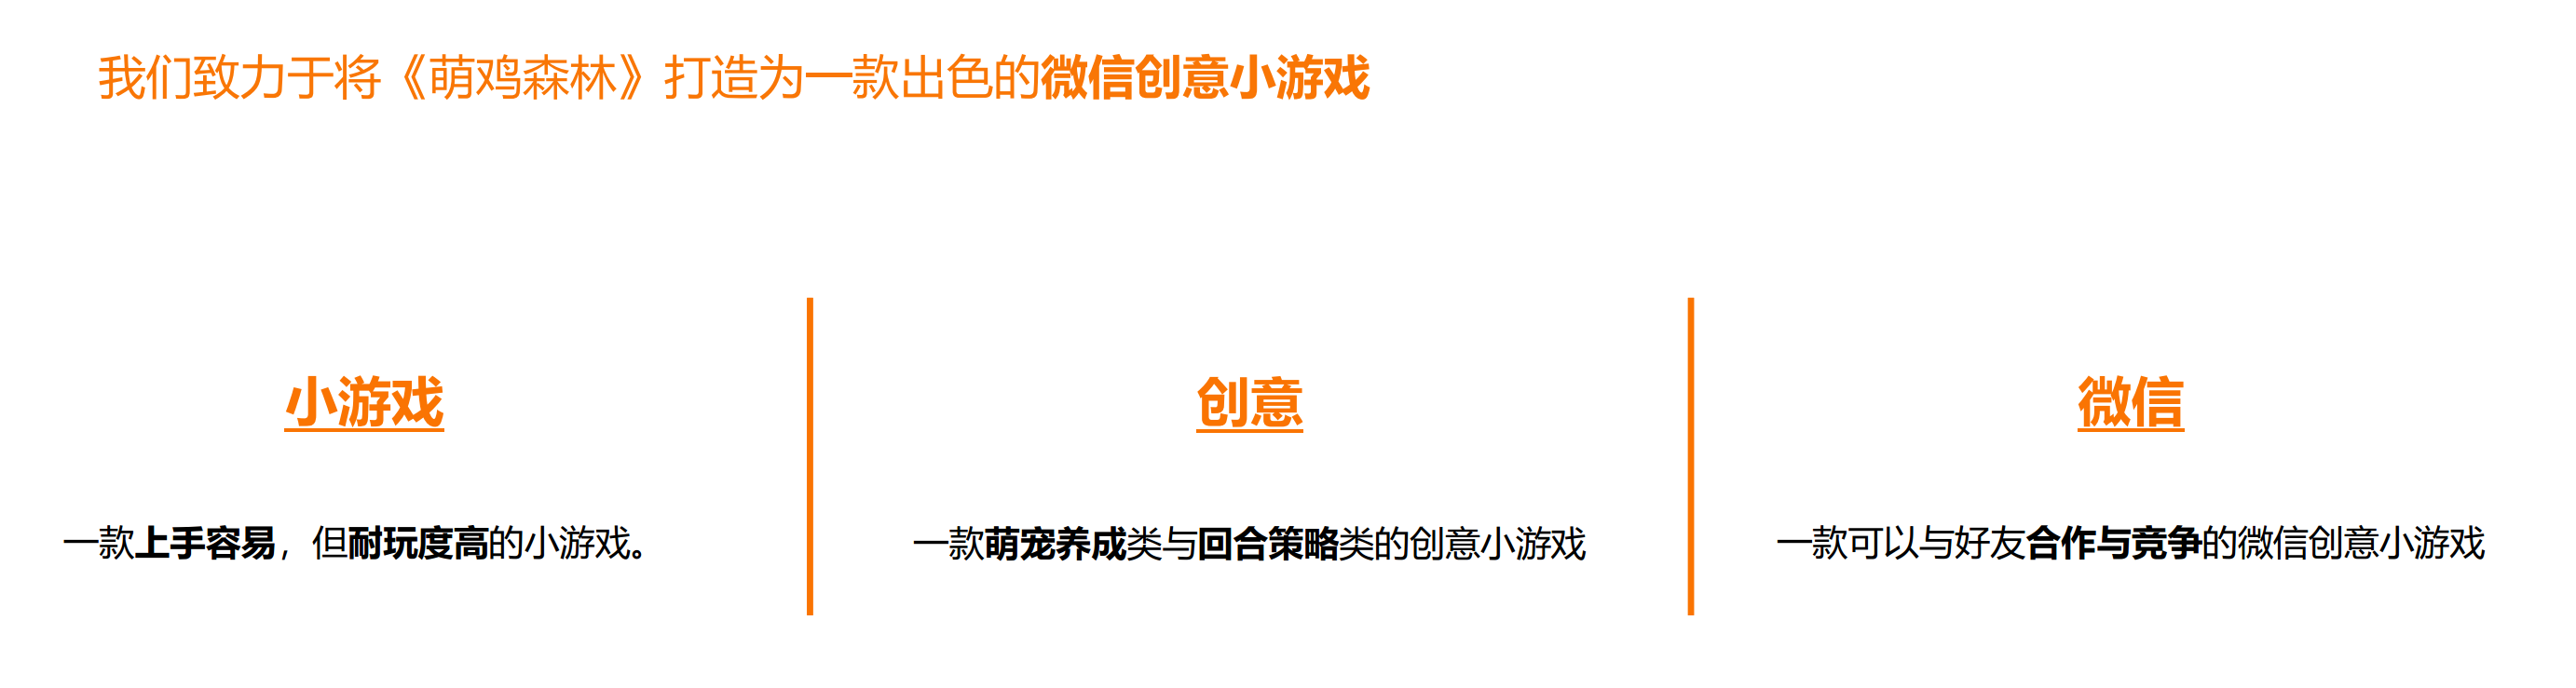 我们致力于将《萌鸡森林》打造为一款出色的微信创意小游戏
小游戏
一款上手容易，但耐玩度高的小游戏。
创意
一款萌宠养成类与回合策略类的创意小游戏
微信
一款可以与好友合作与竞争的微信创意小游戏